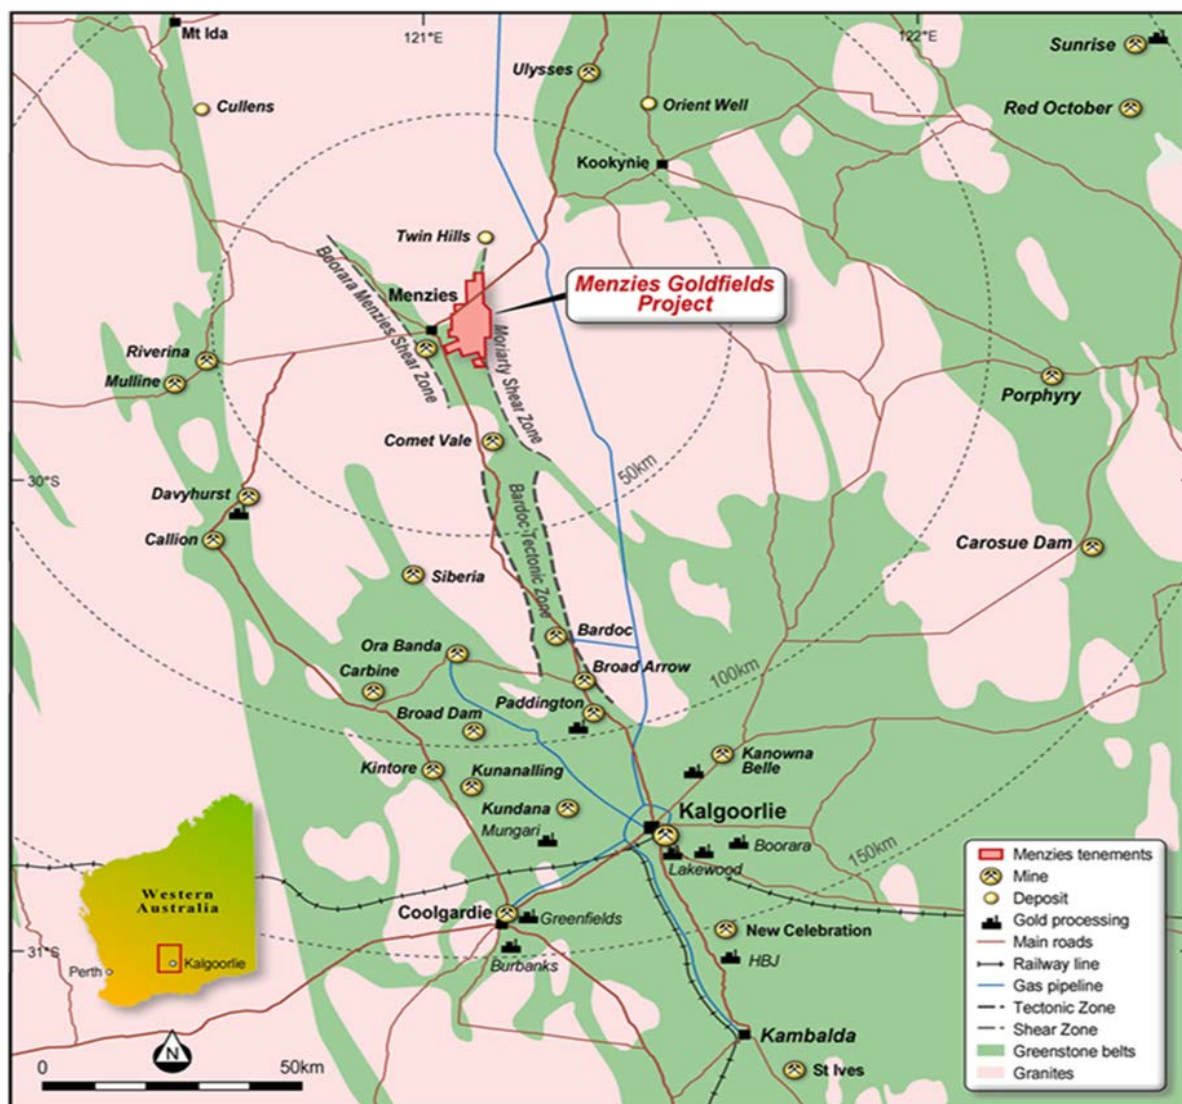 Mt Ida
121°E
122°E
Sunrise
Ulysses
Cullens
Orient Well
Red October
Kookynie
Twin Hills
Boorara Menzies Shear Zone
Menzies
Menzies Goldfields
Project
Moriarty Shear Zone
Riverina
Mulline
Porphyry
Comet Vale
50km
30°S
Davyhurst
Bardoc Tectonic Zone
Callion
Carosue Dam
Siberia
Bardoc
Ora Banda
Broad Arrow
Carbine
100km
Paddington
Broad Dam
Kanowna
Belle
Kintore
Kunanalling
Kundana
Kalgoorlie
Mungari
Boorara
150km
Lakewood
Coolgardie
Greenfields
New Celebration
31°S
Burbanks
HBJ
Kambalda
St Ives
Western
Australia
Perth
Kalgoorlie
N
0
50km
Menzies tenements
Mine
Deposit
Gold processing
Main roads
Railway line
Gas pipeline
Tectonic Zone
Shear Zone
Greenstone belts
Granites